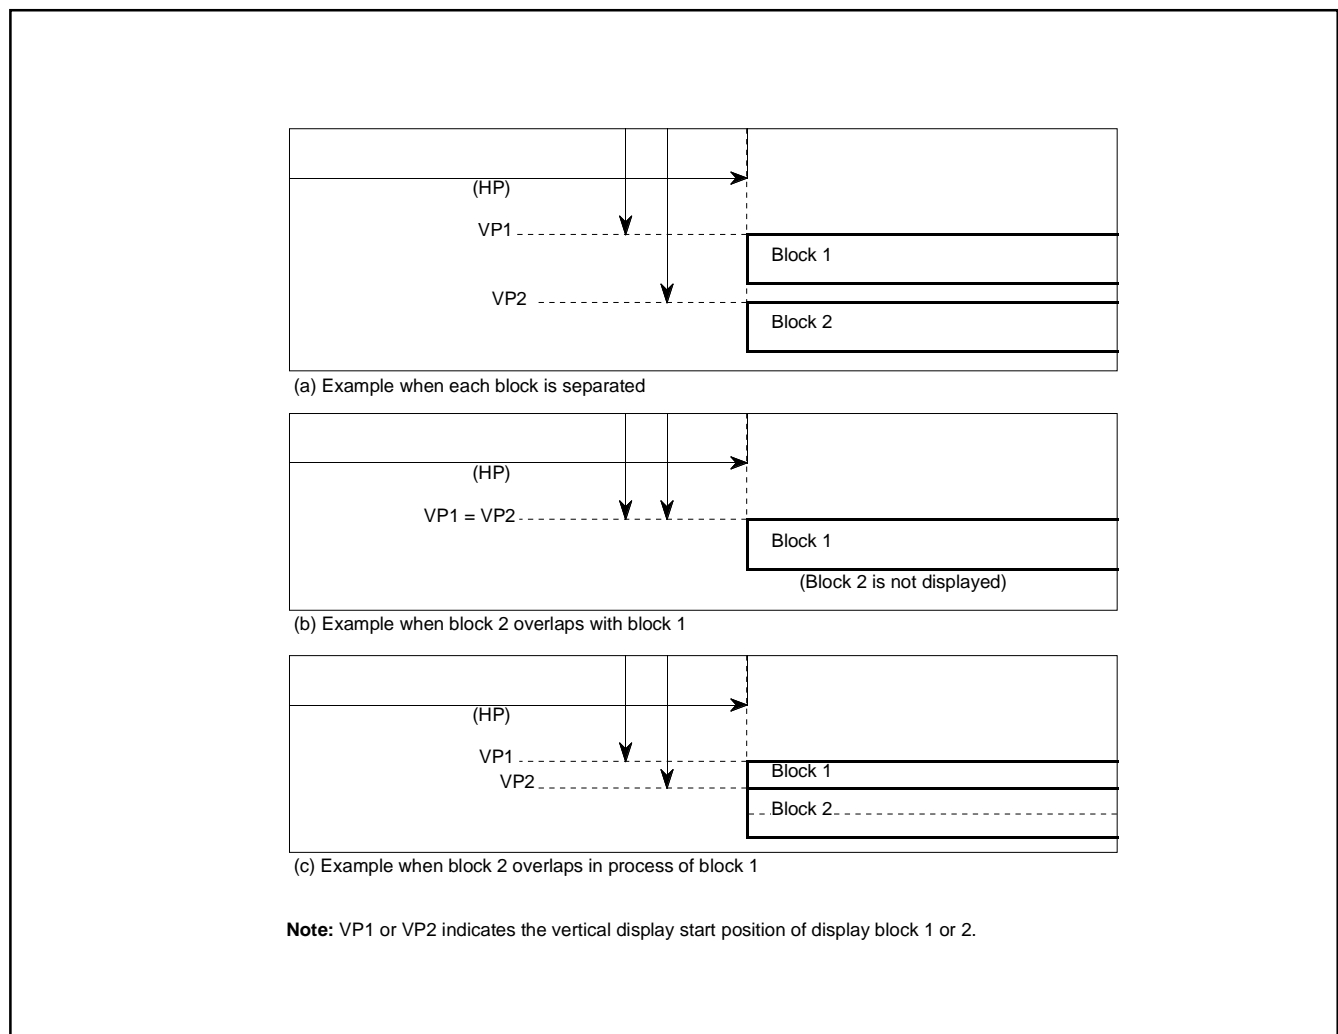 (HP)
VP1
Block 1
VP2
Block 2
(a) Example when each block is separated
(HP)
VP1 = VP2
Block 1
(Block 2 is not displayed)
(b) Example when block 2 overlaps with block 1
(HP)
VP1
Block 1
VP2
Block 2
(c) Example when block 2 overlaps in process of block 1
Note: VP1 or VP2 indicates the vertical display start position of display block 1 or 2.